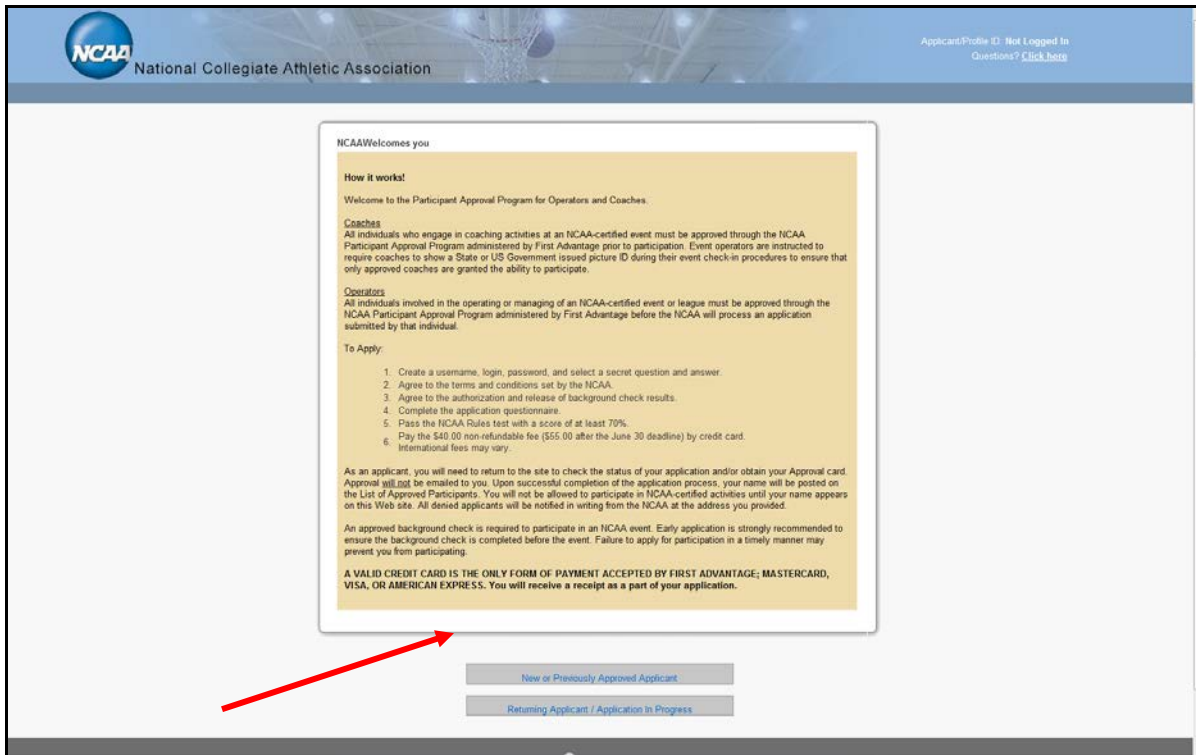 NCAA
National Collegiate Athletic Association
Applicant/Profile ID: Not Logged In
Questions? Click here
NCAAWelcomes you
How it works!
Welcome to the Participant Approval Program for Operators and Coaches.
Coaches
All individuals who engage in coaching activities at an NCAA-certified event must be approved through the NCAA
Participant Approval Program administered by First Advantage prior to participation. Event operators are instructed to
require coaches to show a State or US Government issued picture ID during their event check-in procedures to ensure that
only approved coaches are granted the ability to participate.
Operators
All individuals involved in the operating or managing of an NCAA-certified event or league must be approved through the
NCAA Participant Approval Program administered by First Advantage before the NCAA will process an application
submitted by that individual.
To Apply:
1. Create a username, login, password, and select a secret question and answer.
2. Agree to the terms and conditions set by the NCAA.
3. Agree to the authorization and release of background check results.
4. Complete the application questionnaire.
5. Pass the NCAA Rules test with a score of at least 70%.
6. Pay the $40.00 non-refundable fee ($55.00 after the June 30 deadline) by credit card.
International fees may vary.
As an applicant, you will need to return to the site to check the status of your application and/or obtain your Approval card.
Approval will not be emailed to you. Upon successful completion of the application process, your name will be posted on
the List of Approved Participants. You will not be allowed to participate in NCAA-certified activities until your name appears
on this Web site. All denied applicants will be notified in writing from the NCAA at the address you provided.
An approved background check is required to participate in an NCAA event. Early application is strongly recommended to
ensure the background check is completed before the event. Failure to apply for participation in a timely manner may
prevent you from participating.
A VALID CREDIT CARD IS THE ONLY FORM OF PAYMENT ACCEPTED BY FIRST ADVANTAGE; MASTERCARD,
VISA, OR AMERICAN EXPRESS. You will receive a receipt as a part of your application.
New or Previously Approved Applicant
Returning Applicant / Application In Progress